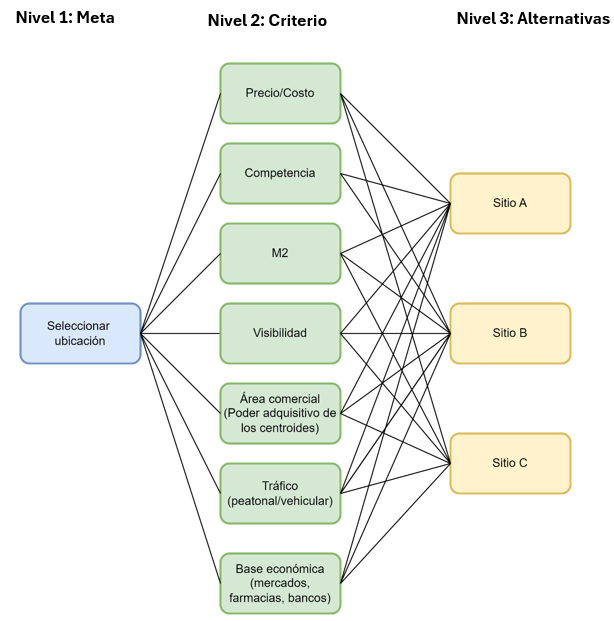 Nivel 1: Meta
Nivel 2: Criterio
Nivel 3: Alternativas
Seleccionar
ubicación
Precio/Costo
Competencia
M2
Visibilidad
Área comercial
(Poder adquisitivo de
los centroides)
Tráfico
(peatonal/vehicular)
Base económica
(mercados,
farmacias, bancos)
Sitio A
Sitio B
Sitio C